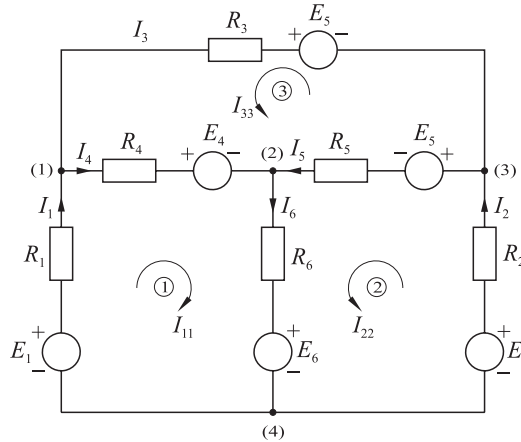 I3 R3 + E5 −
③
I33
(1) I4 R4 + E4 − (2) I5 R5 − E5 + (3)
I1 I6 I2
R1 R6 R2
① ②
I11 I22
+ + +
E1 E6 E
− − −
(4)